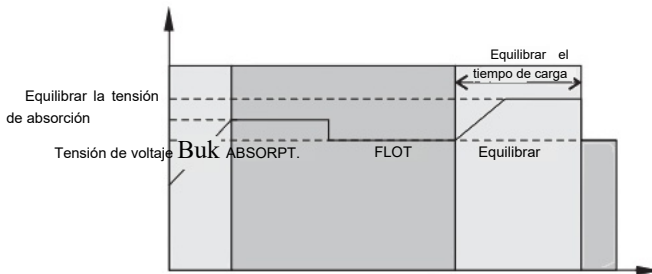 Equilibrar el
tiempo de carga
Equilibrar la tensión
de absorción
Tensión de voltaje Buk ABSORPT. FLOT Equilibrar